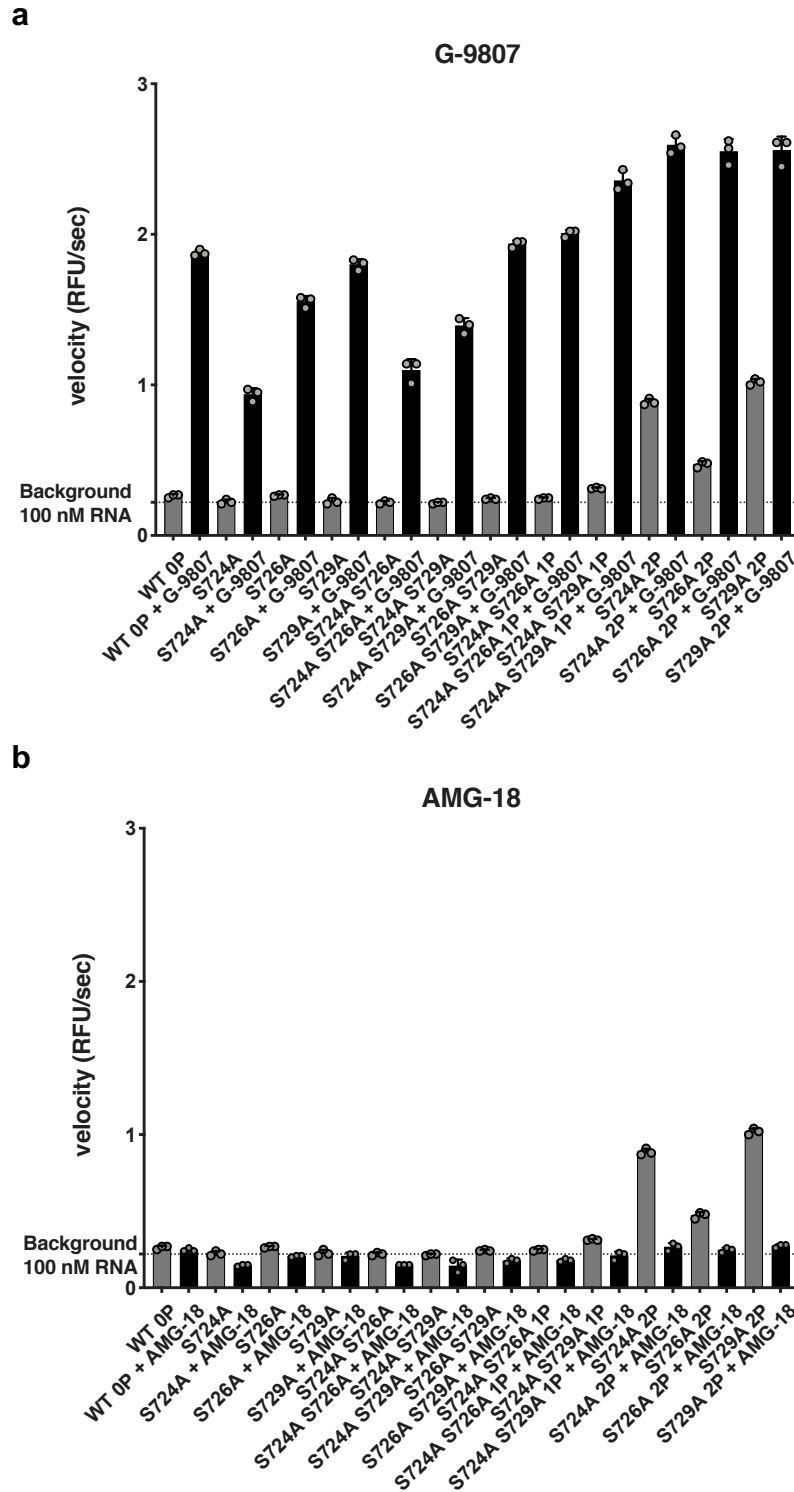 a
G-9807
3
2
1
0
velocity (RFU/sec)
Background
100 nM RNA
WT 0P
WT 0P + G-9807
S724A
S724A + G-9807
S726A
S726A + G-9807
S729A
S729A + G-9807
S724A S726A
S724A S726A + G-9807
S724A S729A
S724A S729A + G-9807
S726A S729A
S726A S729A + G-9807
S724A S726A 1P
S724A S726A 1P + G-9807
S724A S729A 1P
S724A S729A 1P + G-9807
S724A 2P
S724A 2P + G-9807
S726A 2P
S726A 2P + G-9807
S729A 2P
S729A 2P + G-9807
b
AMG-18
3
2
1
0
velocity (RFU/sec)
Background
100 nM RNA
WT 0P
WT 0P + AMG-18
S724A
S724A + AMG-18
S726A
S726A + AMG-18
S729A
S729A + AMG-18
S724A S726A
S724A S726A + AMG-18
S724A S729A
S724A S729A + AMG-18
S726A S729A
S726A S729A + AMG-18
S724A S726A 1P
S724A S726A 1P + AMG-18
S724A S729A 1P
S724A S729A 1P + AMG-18
S724A 2P
S724A 2P + AMG-18
S726A 2P
S726A 2P + AMG-18
S729A 2P
S729A 2P + AMG-18